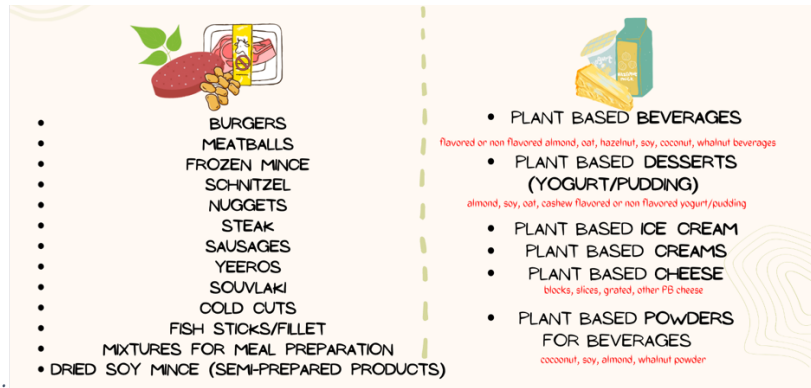 • BURGERS
• MEATBALLS
• FROZEN MINCE
• SCHNITZEL
• NUGGETS
• STEAK
• SAUSAGES
• YEEROS
• SOUVLAKI
• COLD CUTS
• FISH STICKS/FILLET
• MIXTURES FOR MEAL PREPARATION
• DRIED SOY MINCE (SEMI-PREPARED PRODUCTS)
• PLANT BASED BEVERAGES
flavored or non flavored almond, oat, hazelnut, soy, coconut, whalnut beverages
• PLANT BASED DESSERTS
(YOGURT/PUDDING)
almond, soy, oat, cashew flavored or non flavored yogurt/pudding
• PLANT BASED ICE CREAM
• PLANT BASED CREAMS
• PLANT BASED CHEESE
blocks, slices, grated, other PB cheese
• PLANT BASED POWDERS
FOR BEVERAGES
cocoonut, soy, almond, whalnut powder